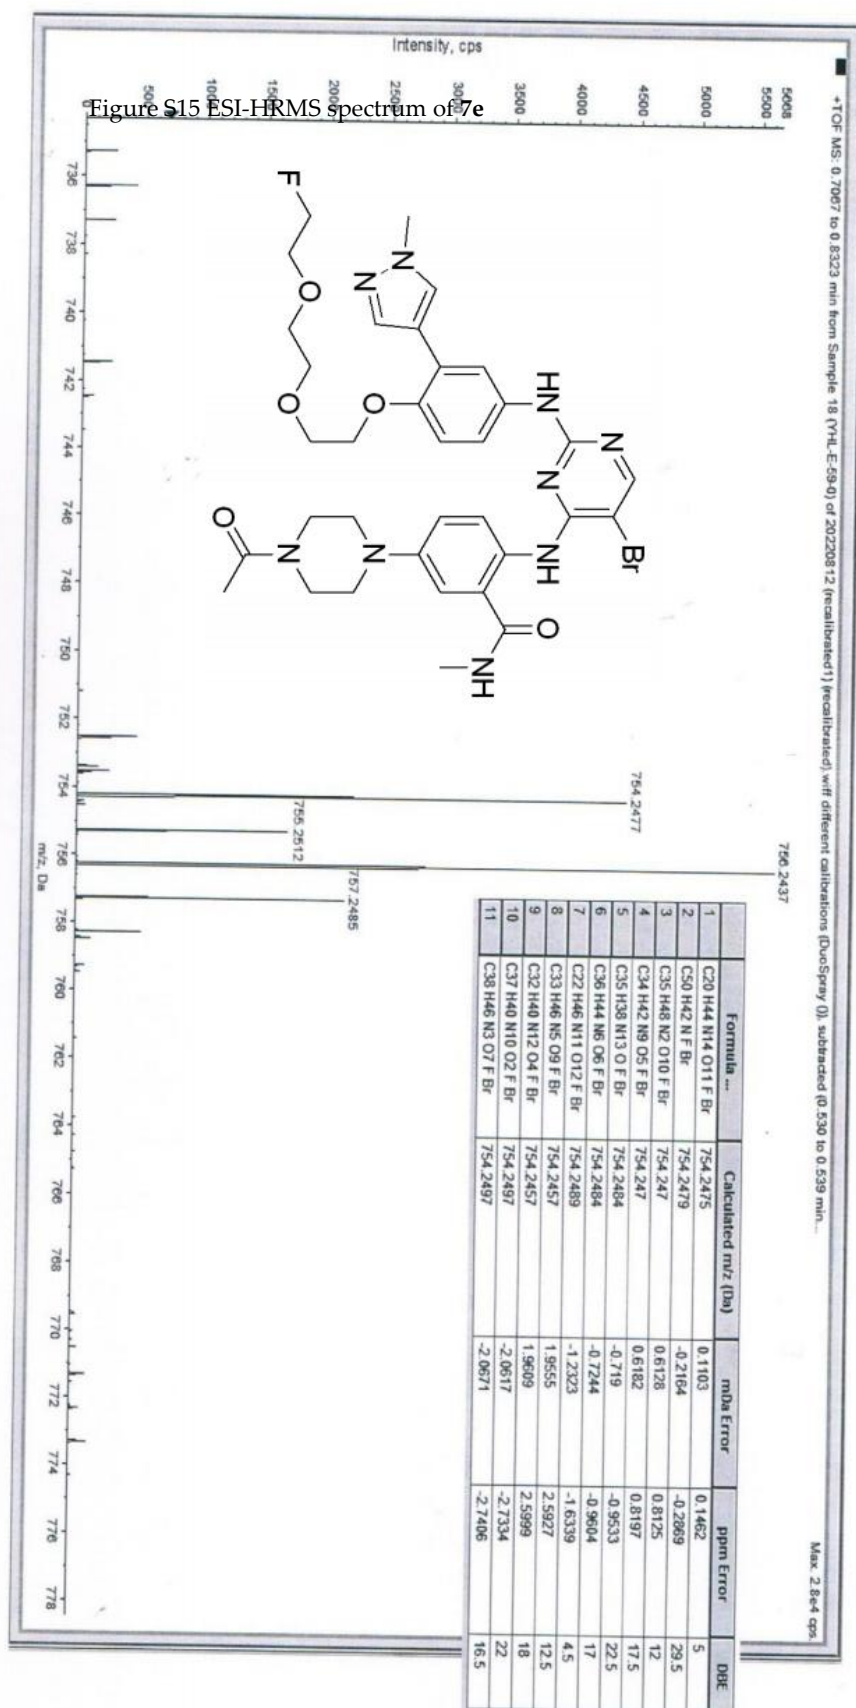 Figure S15 ESI-HRMS spectrum of 7e
+TOF MS: 0.7067 to 0.8323 min from Sample 18 (YHL-E-59-0) of 20220812 (recalibrated1) (recalibrated).wiff different calibrations (DuoSpray ()), subtracted (0.530 to 0.539 min...
Max. 2.8e4 cps.
Intensity, cps
5068
5500
5000
4500
4000
3500
3000
2500
2000
1500
1000
500
0
756.2437
754.2477
757.2485
755.2512
736 738 740 742 744 746 748 750 752 754 756 758 760 762 764 766 768 770 772 774 776 778
m/z, Da
F
O
O
O
N
N
HN
N
N
Br
NH
O
NH
N
N
O
Formula ... Calculated m/z (Da) mDa Error ppm Error DBE
1 C20 H44 N14 O11 F Br 754.2475 0.1103 0.1462 5
2 C50 H42 N F Br 754.2479 -0.2164 -0.2869 29.5
3 C35 H48 N2 O10 F Br 754.247 0.6128 0.8125 12
4 C34 H42 N9 O5 F Br 754.247 0.6182 0.8197 17.5
5 C35 H38 N13 O F Br 754.2484 -0.719 -0.9533 22.5
6 C36 H44 N6 O6 F Br 754.2484 -0.7244 -0.9604 17
7 C22 H46 N11 O12 F Br 754.2489 -1.2323 -1.6339 4.5
8 C33 H46 N5 O9 F Br 754.2457 1.9555 2.5927 12.5
9 C32 H40 N12 O4 F Br 754.2457 1.9609 2.5999 18
10 C37 H40 N10 O2 F Br 754.2497 -2.0617 -2.7334 22
11 C38 H46 N3 O7 F Br 754.2497 -2.0671 -2.7406 16.5